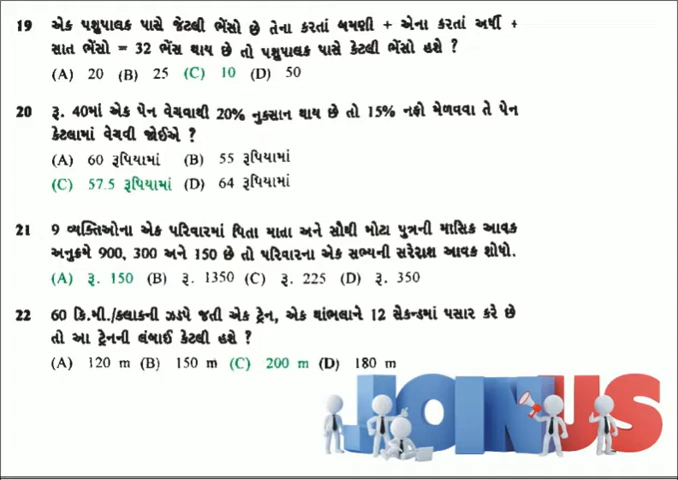 19 એક પશુપાલક પાસે જેટલી ભેંસો છે તેના કરતાં બમણી + એના કરતાં અર્ધી +
સાત ભેંસો = 32 ભેંસ થાય છે તો પશુપાલક પાસે કેટલી ભેંસો હશે ?
(A) 20 (B) 25 (C) 10 (D) 50
20 રૂ. 40માં એક પેન વેચવાથી 20% નુક્સાન થાય છે તો 15% નફો મેળવવા તે પેન
કેટલામાં વેચવી જોઈએ ?
(A) 60 રૂપિયામાં (B) 55 રૂપિયામાં
(C) 57.5 રૂપિયામાં (D) 64 રૂપિયામાં
21 9 વ્યક્તિઓના એક પરિવારમાં પિતા માતા અને સૌથી મોટા પુત્રની માસિક આવક
અનુક્રમે 900, 300 અને 150 છે તો પરિવારના એક સભ્યની સરેરાશ આવક શોધો.
(A) રૂ. 150 (B) રૂ. 1350 (C) રૂ. 225 (D) રૂ. 350
22 60 કિ.મી./કલાકની ઝડપે જતી એક ટ્રેન, એક થાંભલાને 12 સેકન્ડમાં પસાર કરે છે
તો આ ટ્રેનની લંબાઈ કેટલી હશે ?
(A) 120 m (B) 150 m (C) 200 m (D) 180 m
JOIN US